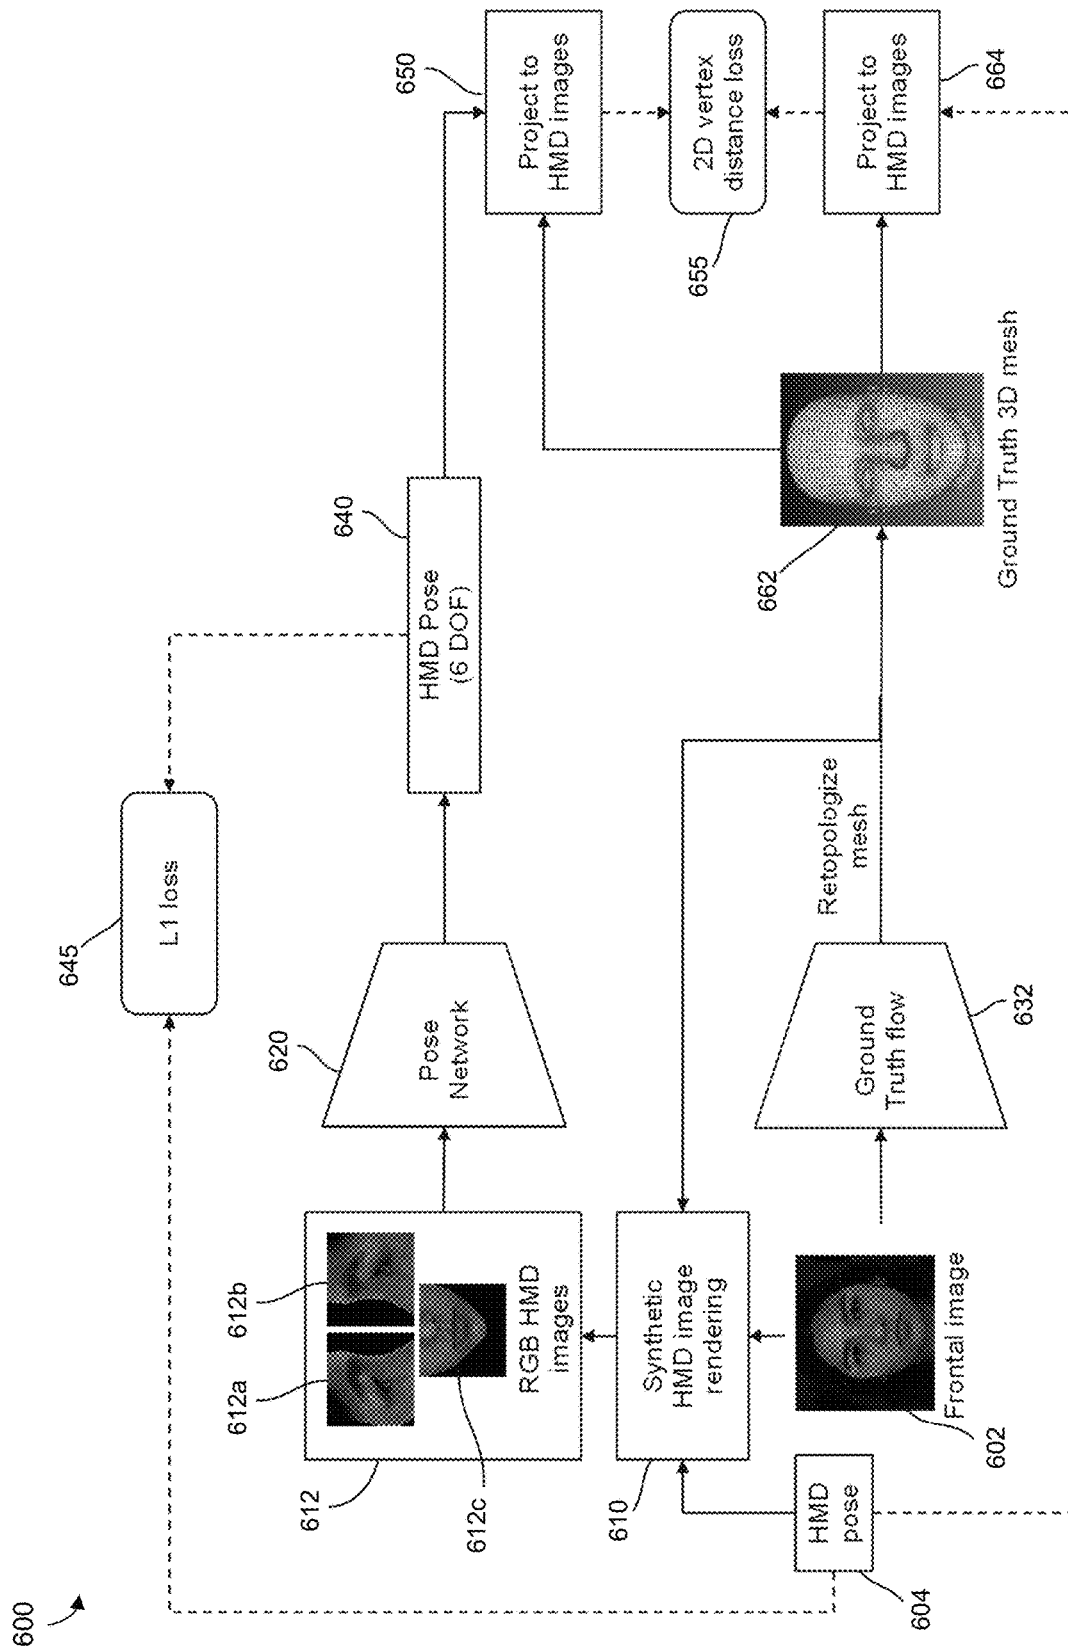 600
645
L1 loss
612
612a
612b
612c
RGB HMD
images
620
Pose
Network
640
HMD Pose
(6 DOF)
650
Project to
HMD images
610
Synthetic
HMD image
rendering
655
2D vertex
distance loss
604
HMD
pose
602
Frontal image
Ground
Truth flow
632
Retopologize
mesh
662
Ground Truth 3D mesh
Project to
HMD images
664